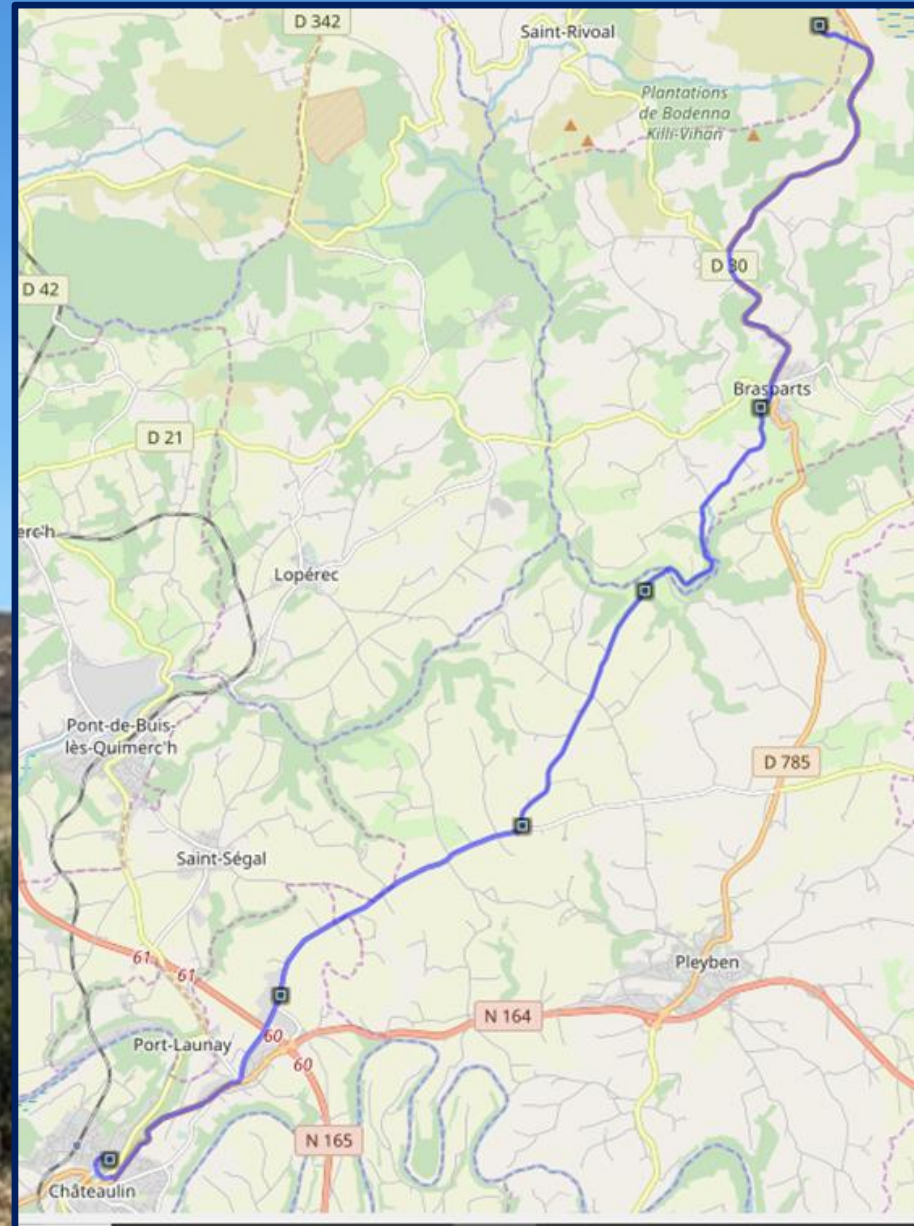 D 342
Saint-Rivoal
Plantations
de Bodenna
Killi-Vihan
D 30
D 42
Brasparts
D 21
erc'h
Lopérec
Pont-de-Buis-
lès-Quimerc'h
D 785
Saint-Ségal
61
61
Pleyben
N 164
Port-Launay
60
60
N 165
Châteaulin